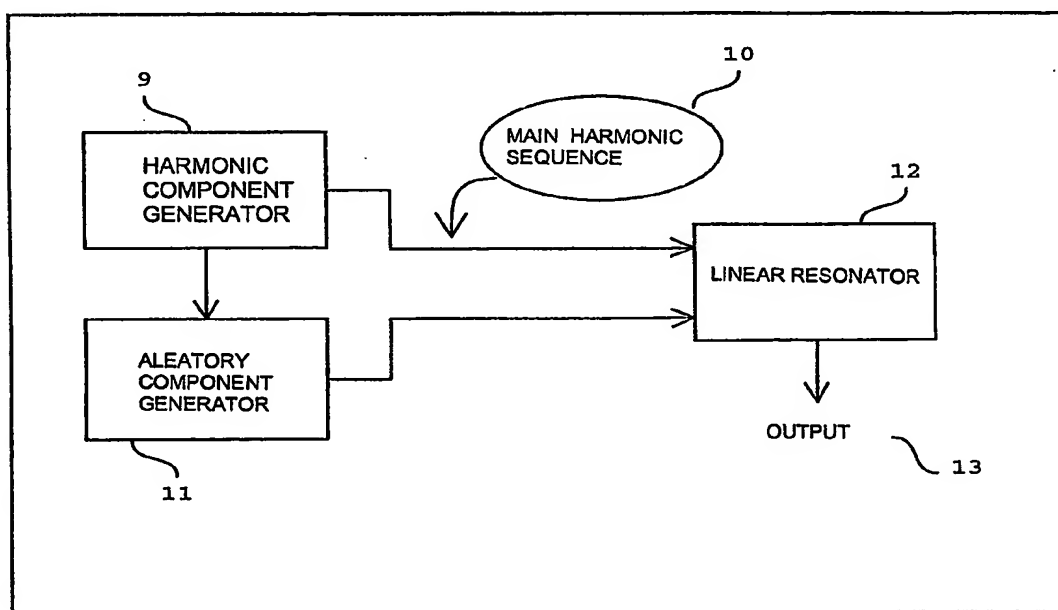 10
9
MAIN HARMONIC
SEQUENCE
HARMONIC
COMPONENT
GENERATOR
12
LINEAR RESONATOR
ALEATORY
COMPONENT
GENERATOR
OUTPUT
13
11